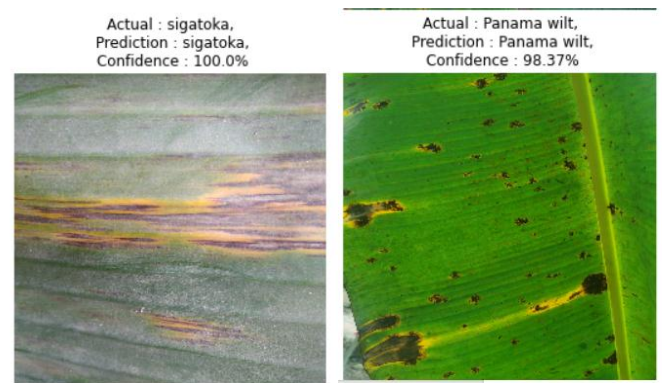 Actual : sigatoka,
Prediction : sigatoka,
Confidence : 100.0%
Actual : Panama wilt,
Prediction : Panama wilt,
Confidence : 98.37%